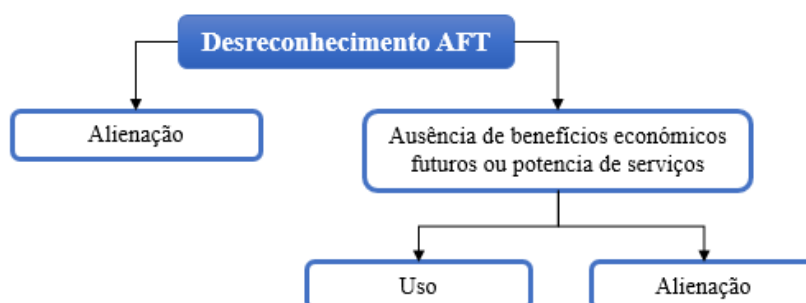 Desreconhecimento AFT
Alienação
Ausência de benefícios económicos
futuros ou potencia de serviços
Uso
Alienação